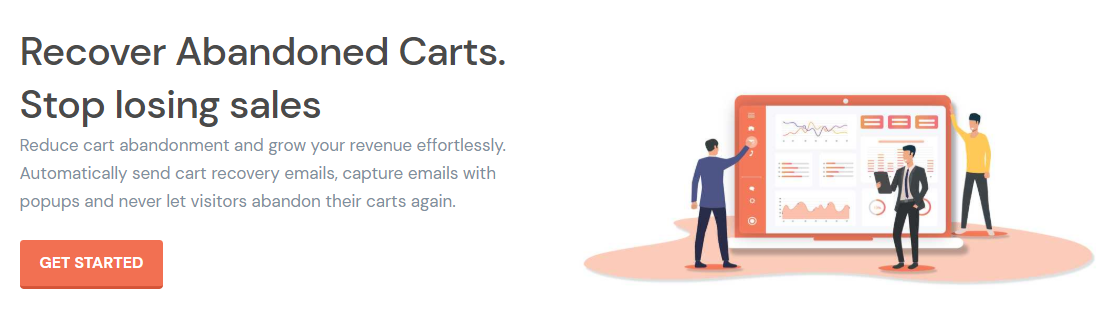 Recover Abandoned Carts.
Stop losing sales
Reduce cart abandonment and grow your revenue effortlessly.
Automatically send cart recovery emails, capture emails with
popups and never let visitors abandon their carts again.
GET STARTED